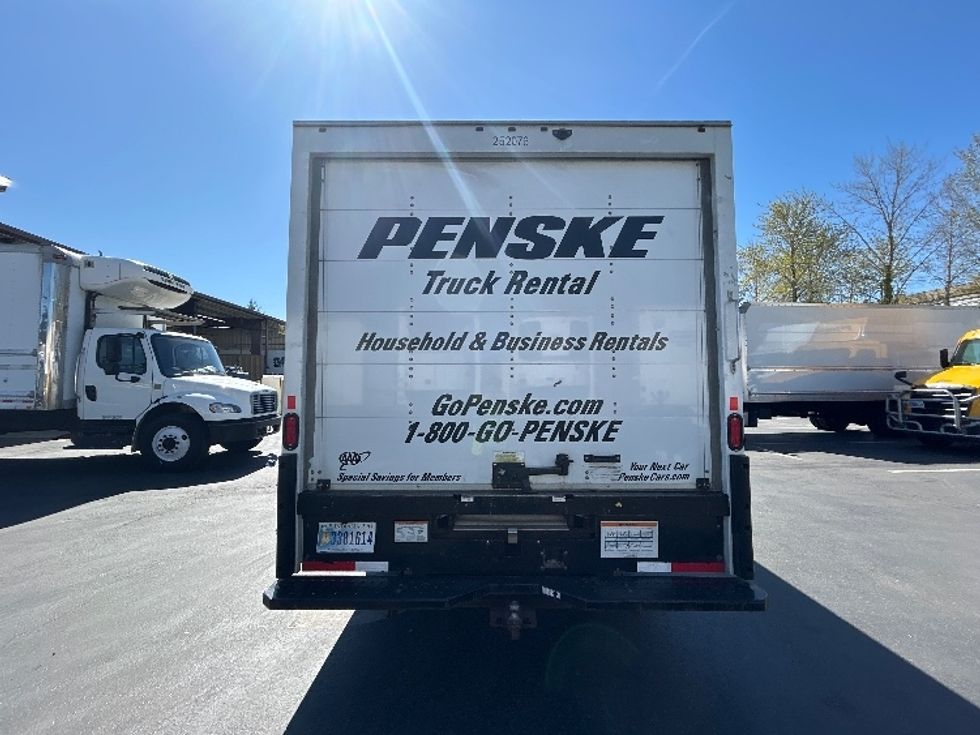 252076
PENSKE
Truck Rental
Household & Business Rentals
GoPenske.com
1-800-GO-PENSKE
AAA
Special Savings for Members
Your Next Car
PenskeCars.com
3381614